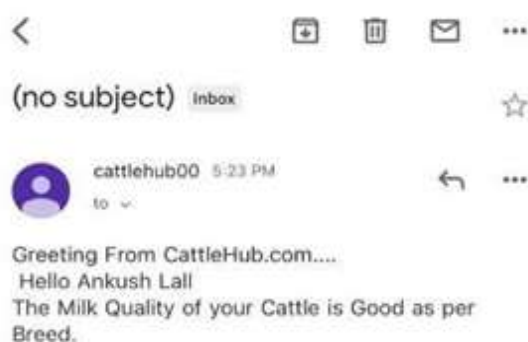 (no subject) Inbox
cattlehub00 5:23 PM
to
Greeting From CattleHub.com....
Hello Ankush Lall
The Milk Quality of your Cattle is Good as per
Breed.